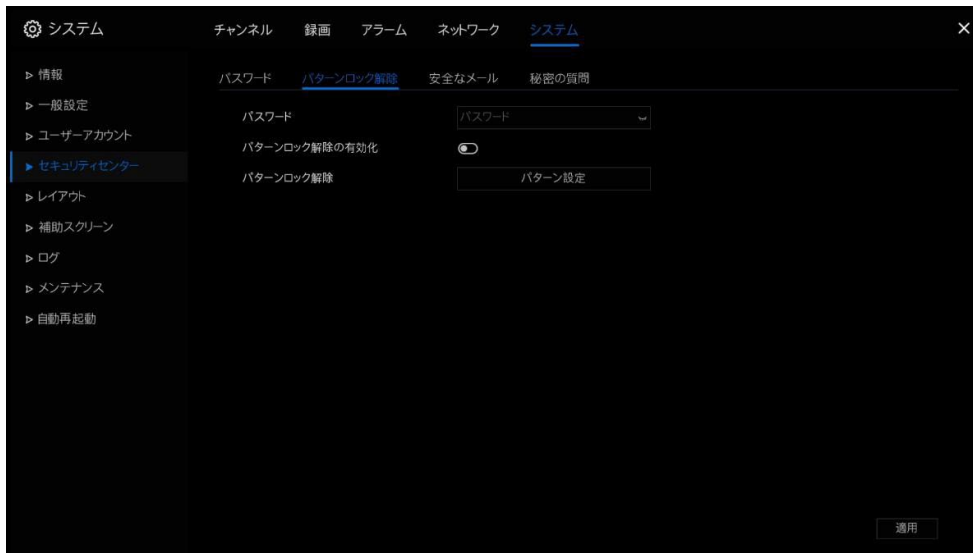 システム チャンネル 録画 アラーム ネットワーク システム
情報
一般設定
ユーザーアカウント
セキュリティセンター
レイアウト
補助スクリーン
ログ
メンテナンス
自動再起動
パスワード パターンロック解除 安全なメール 秘密の質問
パスワード パスワード
パターンロック解除の有効化
パターンロック解除 パターン設定
適用